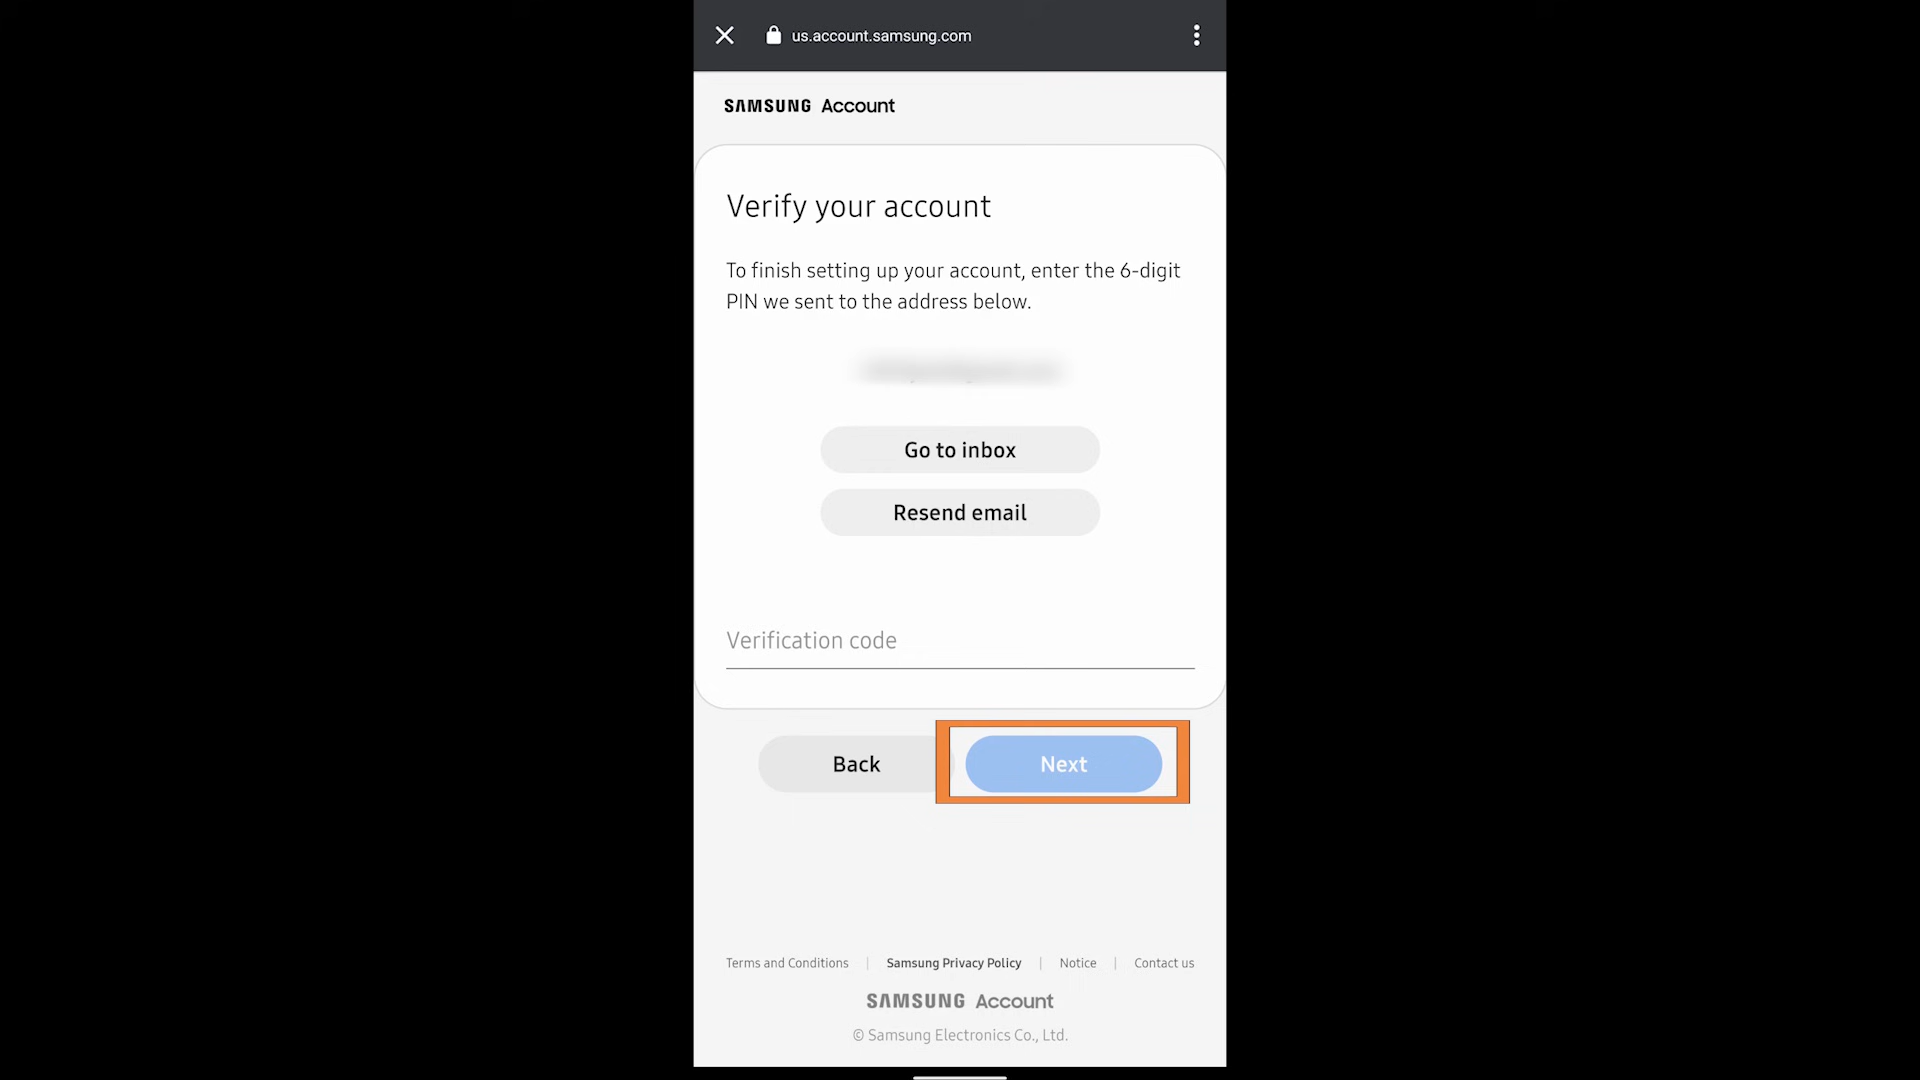 us.account.samsung.com
SAMSUNG Account
Verify your account
To finish setting up your account, enter the 6-digit
PIN we sent to the address below.
Go to inbox
Resend email
Verification code
Back
Next
Terms and Conditions | Samsung Privacy Policy | Notice | Contact us
SAMSUNG Account
© Samsung Electronics Co., Ltd.